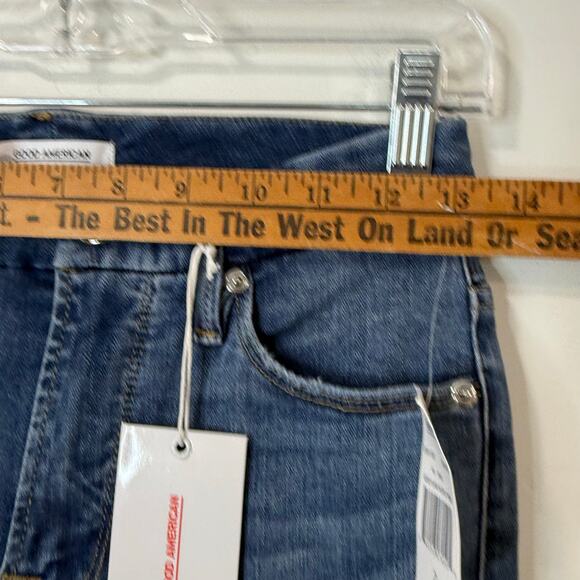 GOOD AMERICAN
7 8 9 10 11 12 13 14
t. - The Best In The West On Land Or Sea
OOD AMERICAN